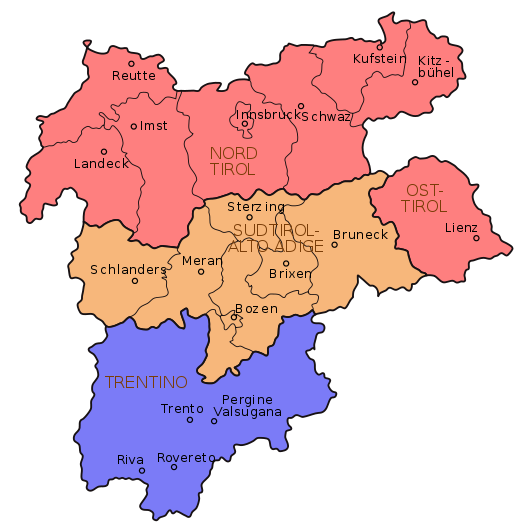 Kufstein
Kitz-
bühel
Reutte
Innsbruck
Schwaz
Imst
NORD
TIROL
Landeck
OST-
TIROL
Sterzing
Lienz
SÜDTIROL-
ALTO ADIGE
Bruneck
Meran
Schlanders
Brixen
Bozen
TRENTINO
Pergine
Valsugana
Trento
Riva
Rovereto